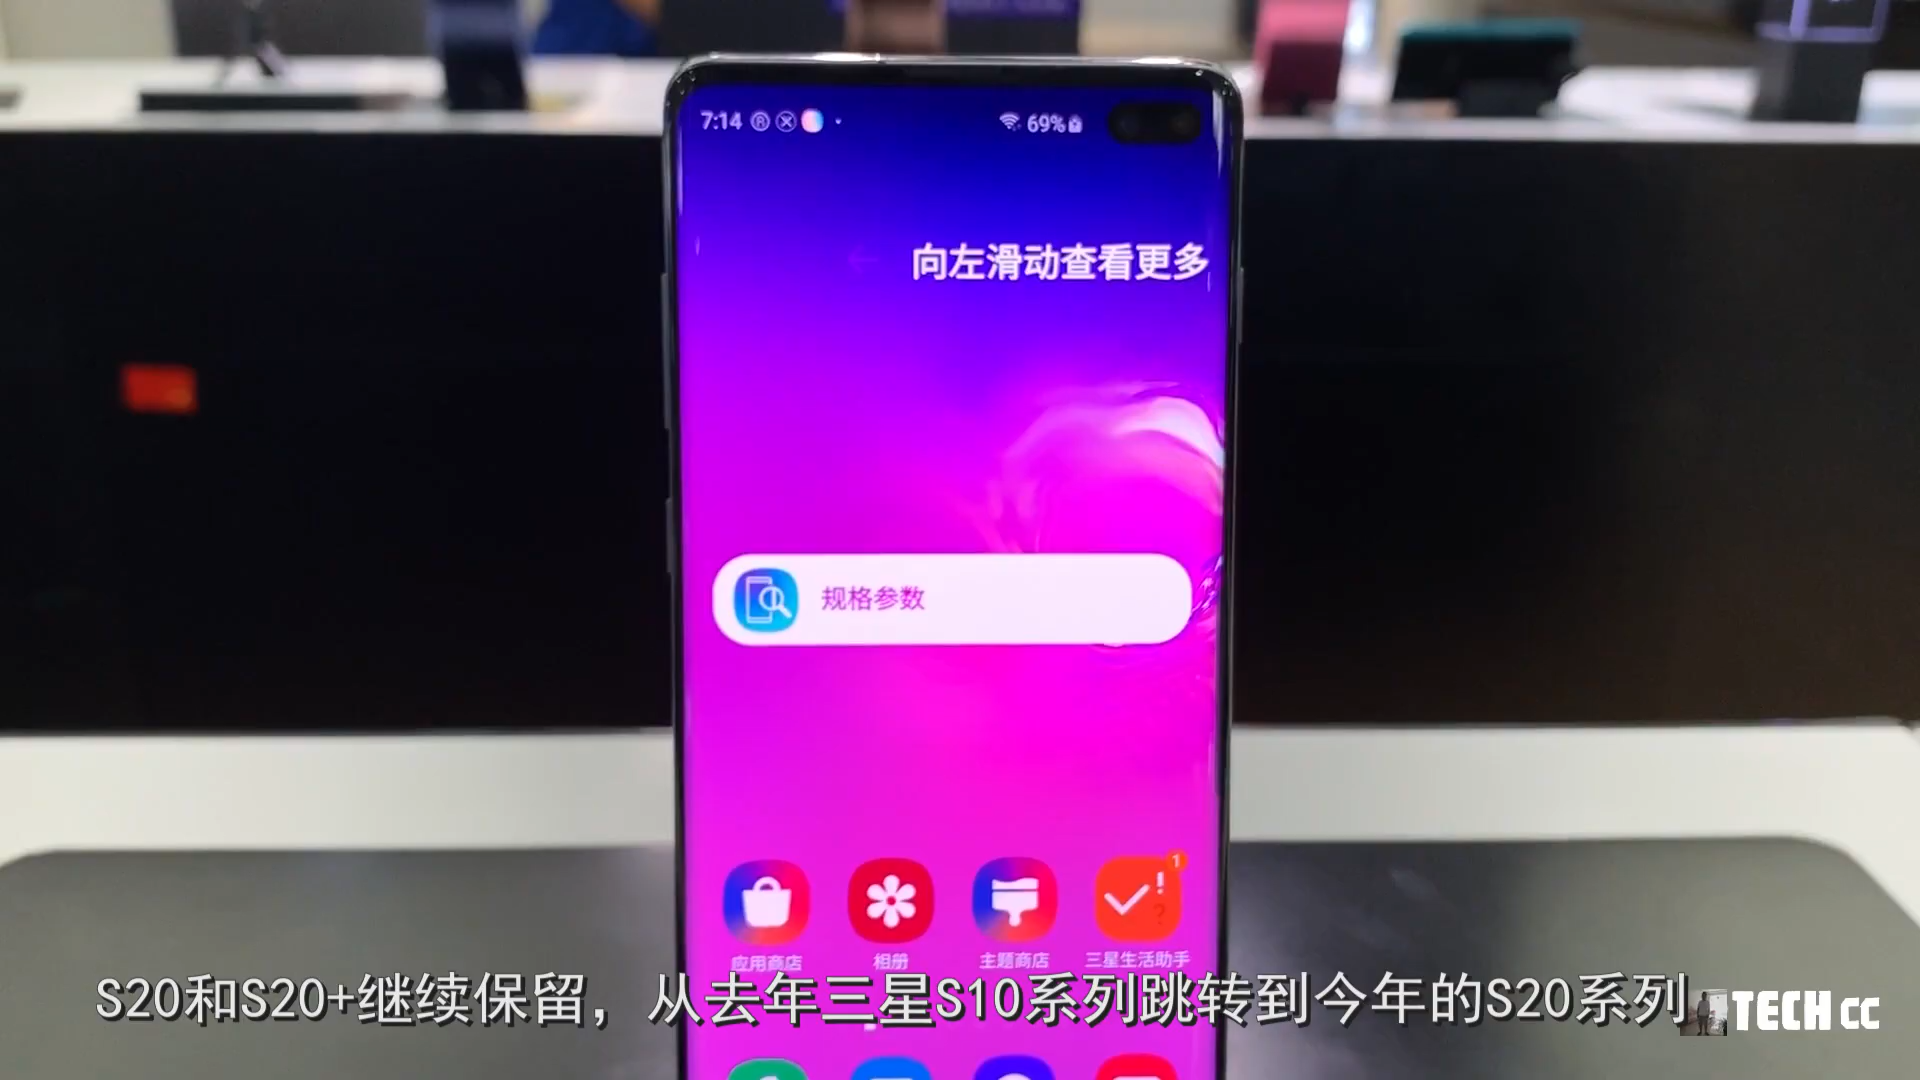 7:14 69%
向左滑动查看更多
规格参数
1
应用商店 相册 主题商店 三星生活助手
S20和S20+继续保留，从去年三星S10系列跳转到今年的S20系列
TECH cc